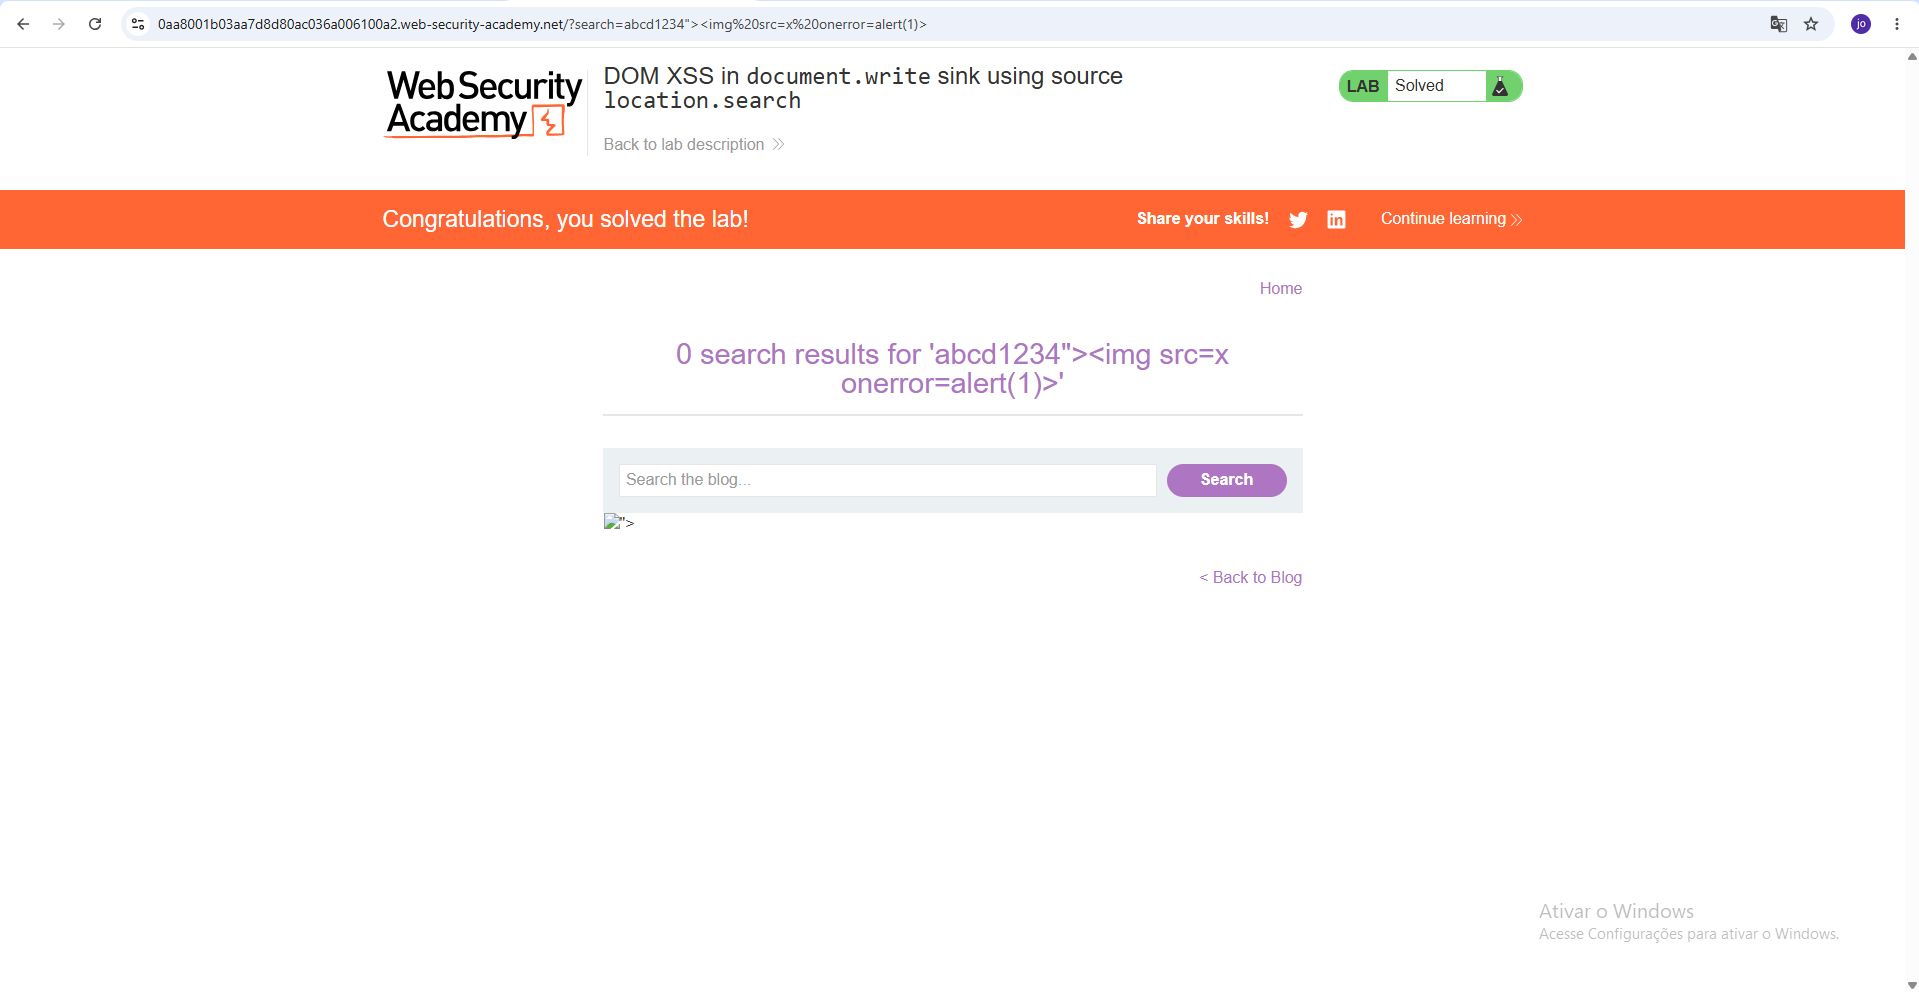 0aa8001b03aa7d8d80ac036a006100a2.web-security-academy.net/?search=abcd1234"><img%20src=x%20onerror=alert(1)>
jo
WebSecurity
Academy
DOM XSS in document.write sink using source
location.search
Back to lab description
LAB
Solved
Congratulations, you solved the lab!
Share your skills!
in
Continue learning
Home
0 search results for 'abcd1234"><img src=x
onerror=alert(1)>'
Search the blog...
Search
">
< Back to Blog
Ativar o Windows
Acesse Configurações para ativar o Windows.